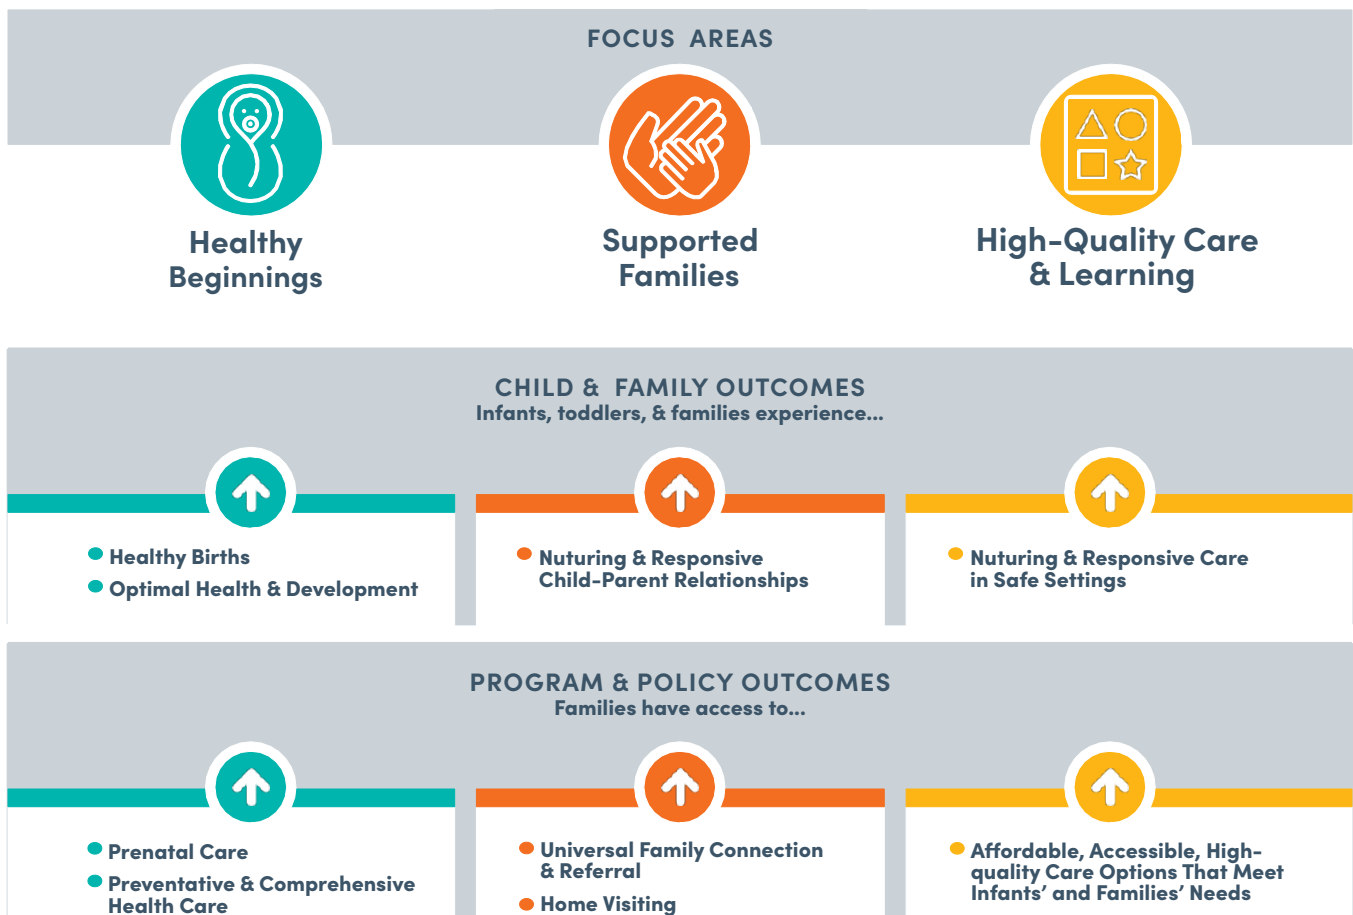 FOCUS AREAS
Healthy
Beginnings
Supported
Families
High-Quality Care
& Learning
CHILD & FAMILY OUTCOMES
Infants, toddlers, & families experience...
Healthy Births
Optimal Health & Development
Nuturing & Responsive
Child-Parent Relationships
Nuturing & Responsive Care
in Safe Settings
PROGRAM & POLICY OUTCOMES
Families have access to...
Prenatal Care
Preventative & Comprehensive
Health Care
Universal Family Connection
& Referral
Home Visiting
Affordable, Accessible, High-
quality Care Options That Meet
Infants’ and Families’ Needs